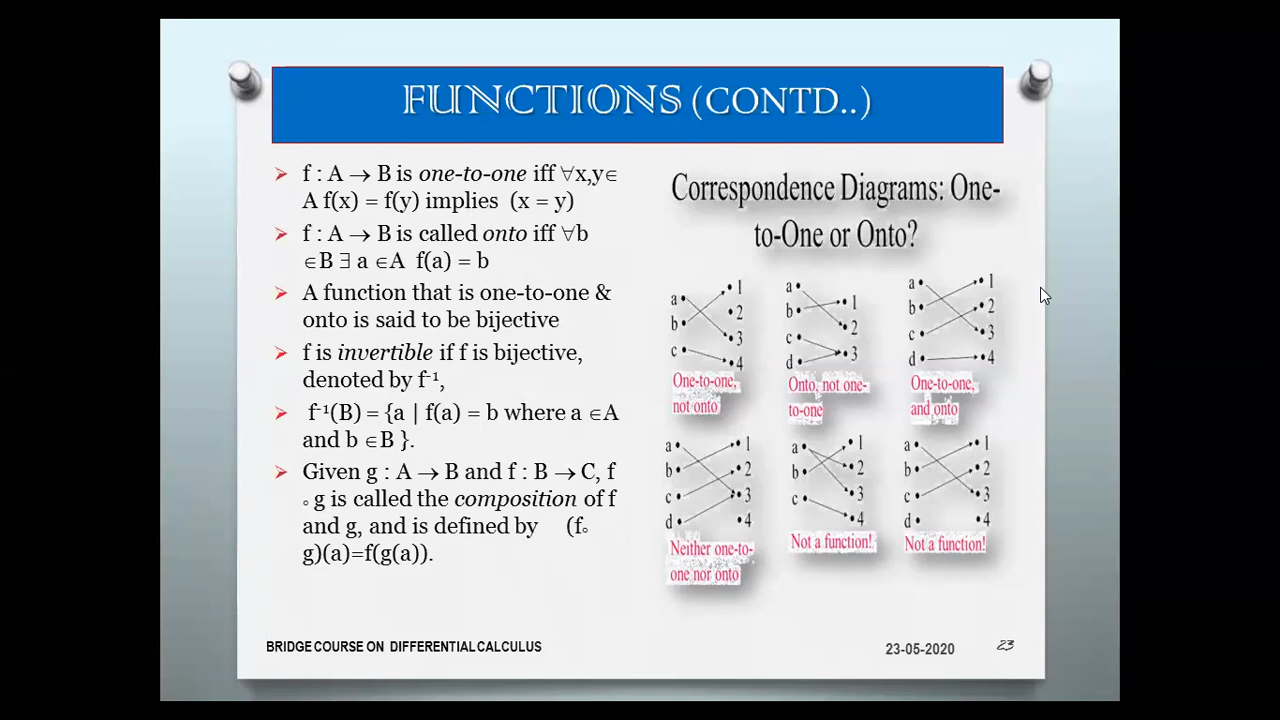 FUNCTIONS (CONTD..)
➢ f : A → B is one-to-one iff ∀x,y∈
A f(x) = f(y) implies (x = y)
➢ f : A → B is called onto iff ∀b
∈B ∃ a ∈A f(a) = b
➢ A function that is one-to-one &
onto is said to be bijective
➢ f is invertible if f is bijective,
denoted by f⁻¹,
➢ f⁻¹(B) = {a | f(a) = b where a ∈A
and b ∈B }.
➢ Given g : A → B and f : B → C, f
∘ g is called the composition of f
and g, and is defined by (f∘
g)(a)=f(g(a)).
Correspondence Diagrams: One-
to-One or Onto?
a 1
b 2
c 3
4
One-to-one,
not onto
a
b 1
c 2
d 3
Onto, not one-
to-one
a 1
b 2
c 3
d 4
One-to-one,
and onto
a 1
b 2
c 3
d 4
Neither one-to-
one nor onto
a 1
b 2
c 3
4
Not a function!
a 1
b 2
c 3
d 4
Not a function!
BRIDGE COURSE ON DIFFERENTIAL CALCULUS
23-05-2020
23